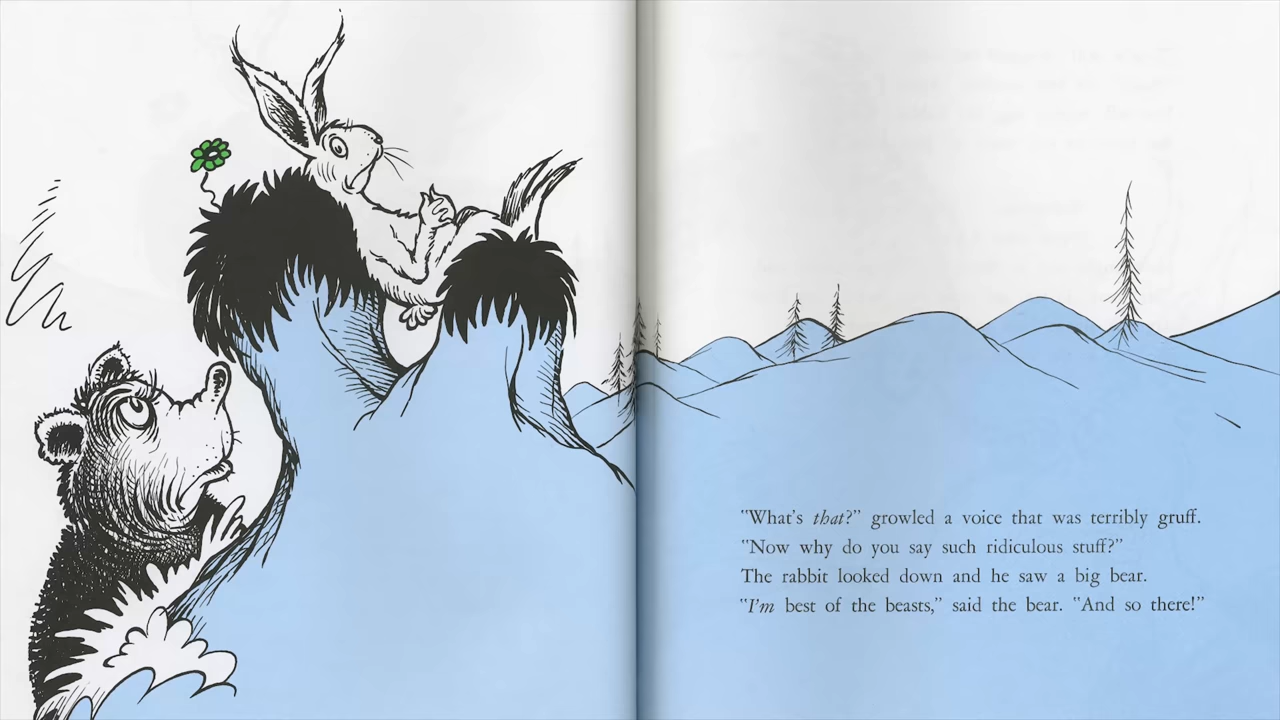 "What's that?" growled a voice that was terribly gruff.
"Now why do you say such ridiculous stuff?"
The rabbit looked down and he saw a big bear.
"I'm best of the beasts," said the bear. "And so there!"